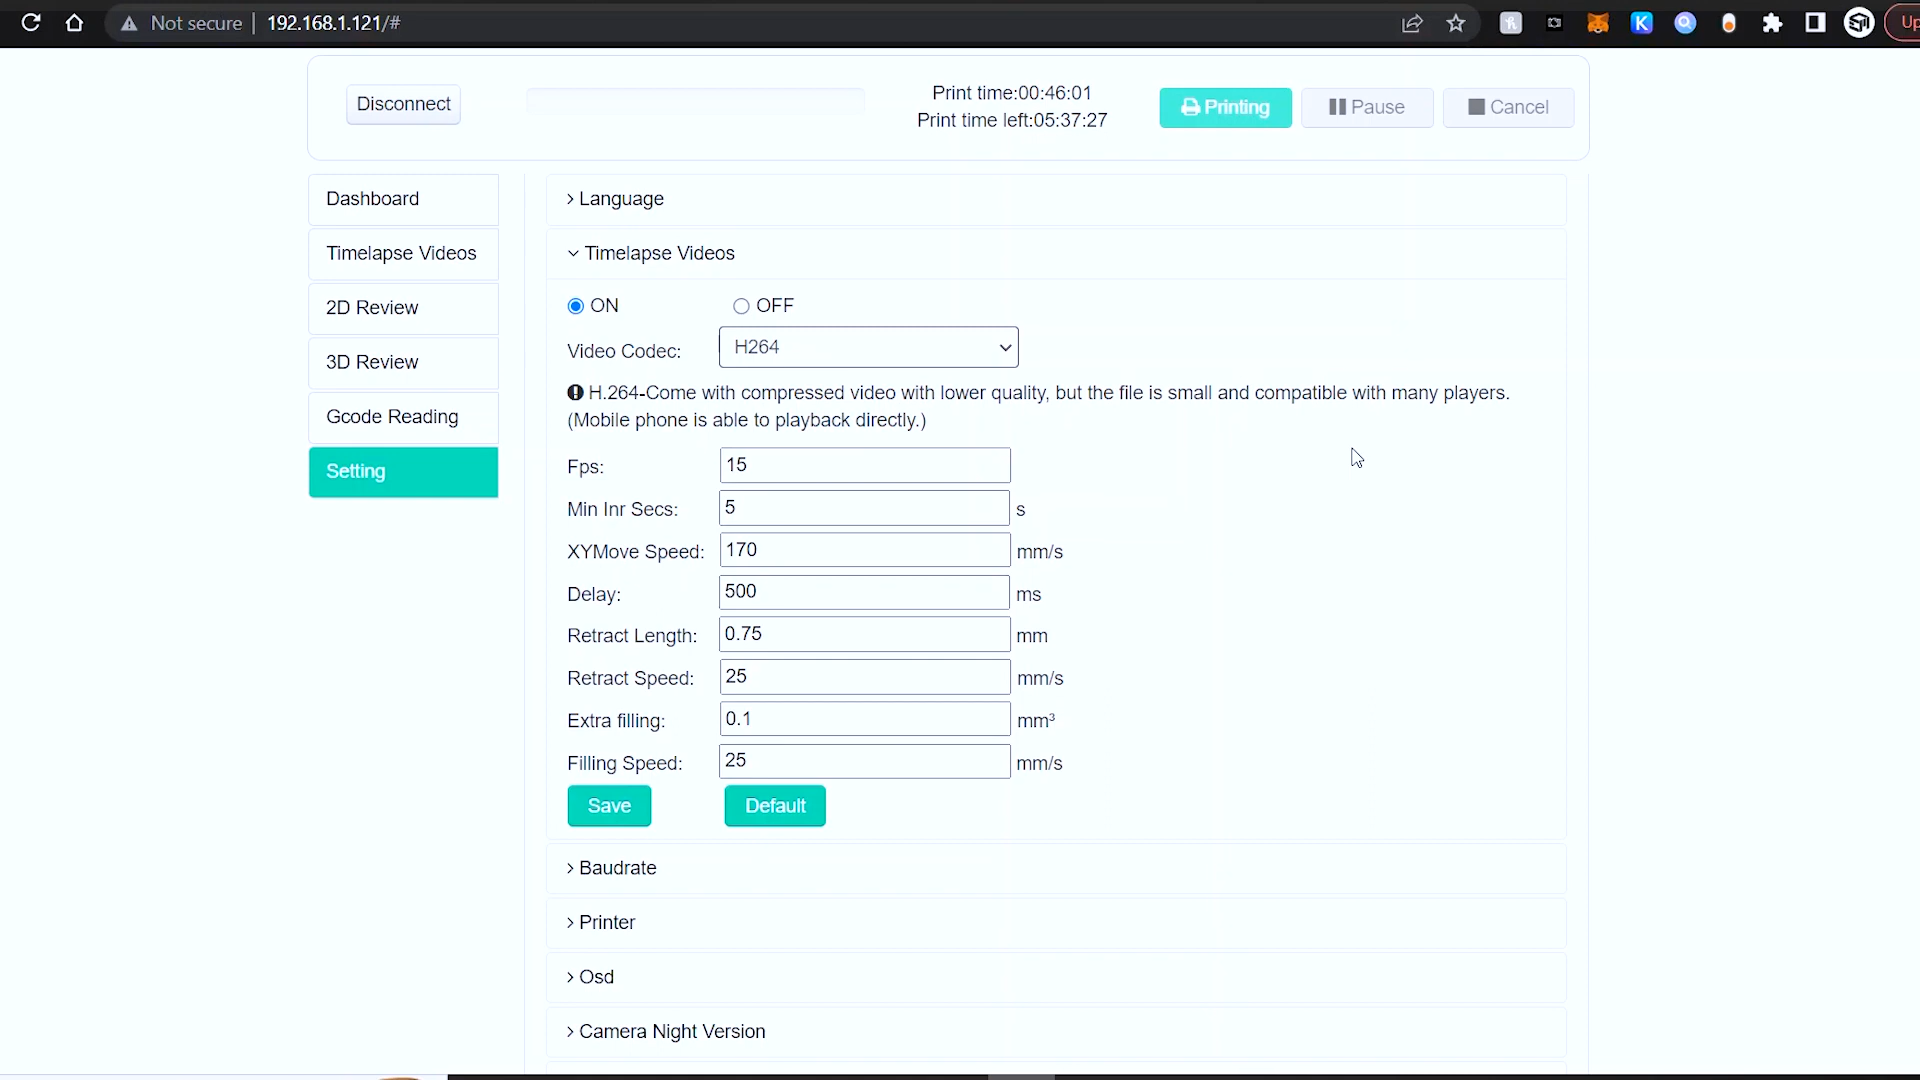 Not secure | 192.168.1.121/#
Up
Disconnect
Print time:00:46:01
Print time left:05:37:27
Printing
Pause
Cancel
Dashboard
Timelapse Videos
2D Review
3D Review
Gcode Reading
Setting
Language
Timelapse Videos
ON OFF
Video Codec: H264
H.264-Come with compressed video with lower quality, but the file is small and compatible with many players.
(Mobile phone is able to playback directly.)
Fps: 15
Min Inr Secs: 5 s
XYMove Speed: 170 mm/s
Delay: 500 ms
Retract Length: 0.75 mm
Retract Speed: 25 mm/s
Extra filling: 0.1 mm³
Filling Speed: 25 mm/s
Save Default
Baudrate
Printer
Osd
Camera Night Version